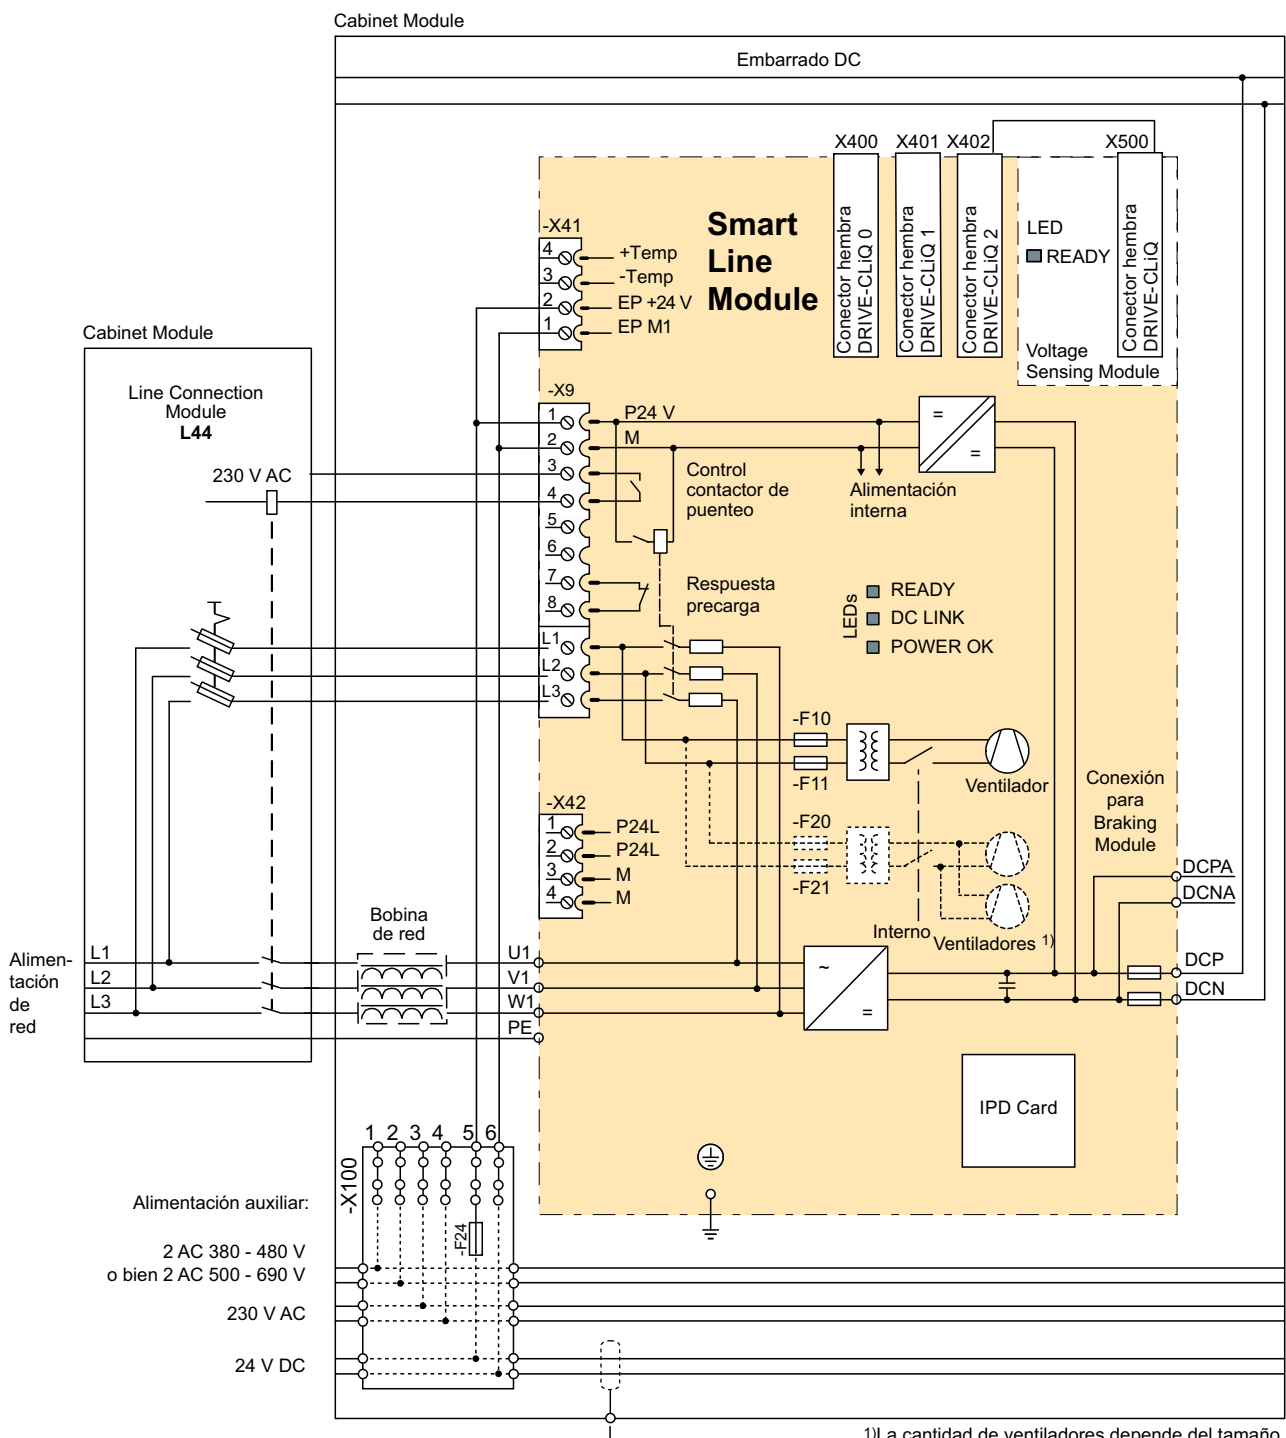 Cabinet Module
Embarrado DC
X400
X401
X402
X500
Conector hembra
DRIVE-CLiQ 0
Conector hembra
DRIVE-CLiQ 1
Conector hembra
DRIVE-CLiQ 2
Conector hembra
DRIVE-CLiQ
LED
READY
Voltage
Sensing Module
Smart
Line
Module
-X41
4
+Temp
3
-Temp
2
EP +24 V
1
EP M1
Cabinet Module
Line Connection
Module
L44
230 V AC
-X9
1
P24 V
2
M
3
4
5
6
7
8
L1
L2
L3
Control
contactor de
puenteo
Alimentación
interna
Respuesta
precarga
LEDs
READY
DC LINK
POWER OK
-F10
-F11
Ventilador
-F20
-F21
Interno
Ventiladores 1)
Conexión
para
Braking
Module
DCPA
DCNA
DCP
DCN
-X42
1
P24L
2
P24L
3
M
4
M
Bobina
de red
Alimen-
tación
de
red
L1
L2
L3
U1
V1
W1
PE
~
=
=
=
IPD Card
1 2 3 4 5 6
-X100
-F24
Alimentación auxiliar:
2 AC 380 - 480 V
o bien 2 AC 500 - 690 V
230 V AC
24 V DC
1)La cantidad de ventiladores depende del tamaño